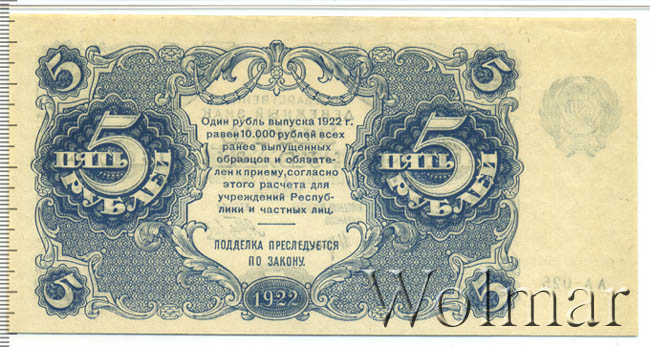 5 5
Один рубль выпуска 1922 г.
равен 10.000 рублей всех
ранее выпущенных
образцов и обязате-
лен к приему, согласно
этого расчета для
учреждений Респуб-
лики и частных лиц.
5 5
ПЯТЬ ПЯТЬ
РУБЛЕЙ РУБЛЕЙ
ПОДДЕЛКА ПРЕСЛЕДУЕТСЯ
ПО ЗАКОНУ.
5 1922 5
Wolmar